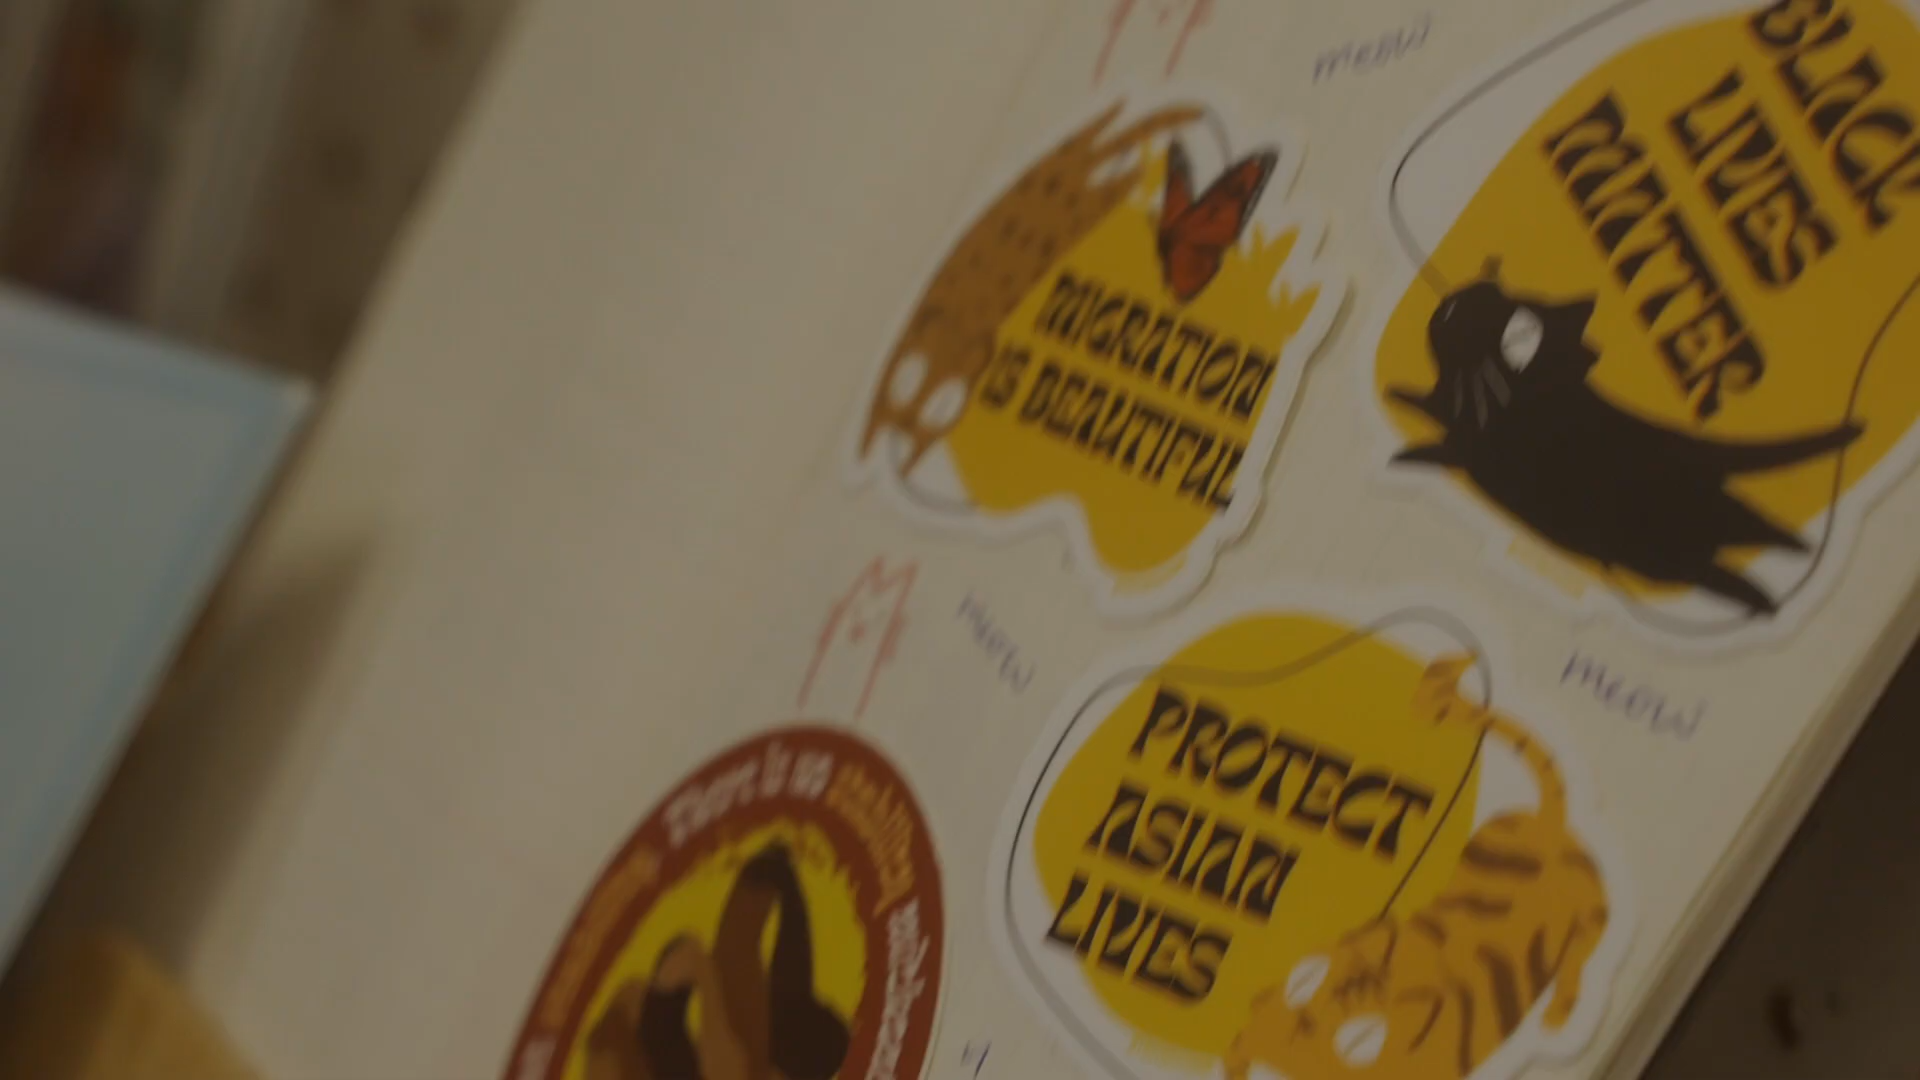 meow
BLACK
LIVES
MATTER
MIGRATION
IS BEAUTIFUL
meow
meow
PROTECT
ASIAN
LIVES
There is no